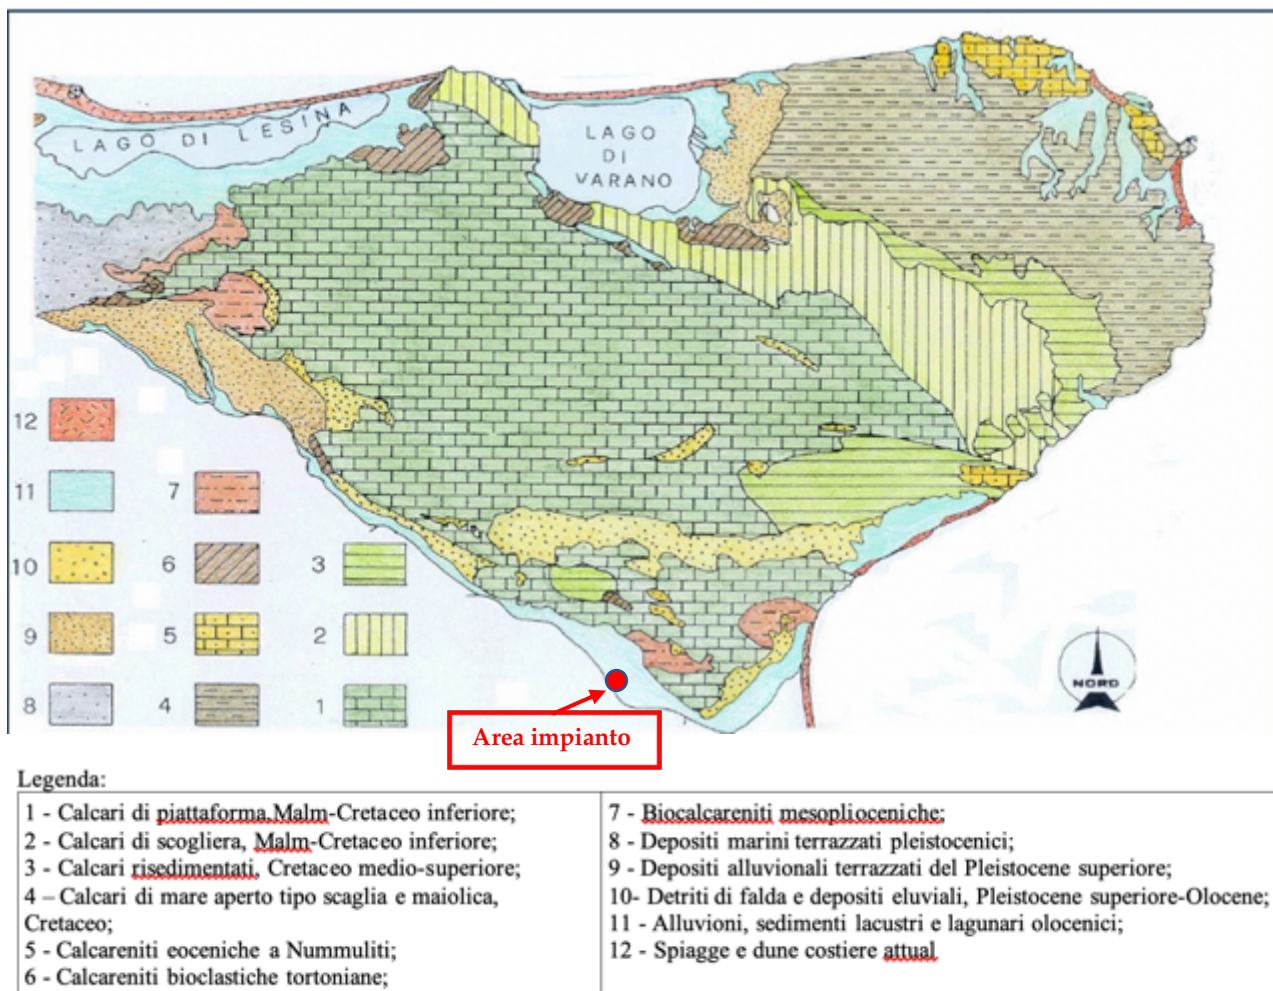 LAGO DI LESINA
LAGO
DI
VARANO
12
11
7
10
6
3
9
5
2
8
4
1
NORD
Area impianto
Legenda:
1 - Calcari di piattaforma,Malm-Cretaceo inferiore;
2 - Calcari di scogliera, Malm-Cretaceo inferiore;
3 - Calcari risedimentati, Cretaceo medio-superiore;
4 – Calcari di mare aperto tipo scaglia e maiolica,
Cretaceo;
5 - Calcareniti eoceniche a Nummuliti;
6 - Calcareniti bioclastiche tortoniane;
7 - Biocalcareniti mesoplioceniche;
8 - Depositi marini terrazzati pleistocenici;
9 - Depositi alluvionali terrazzati del Pleistocene superiore;
10- Detriti di falda e depositi eluviali, Pleistocene superiore-Olocene;
11 - Alluvioni, sedimenti lacustri e lagunari olocenici;
12 - Spiagge e dune costiere attual